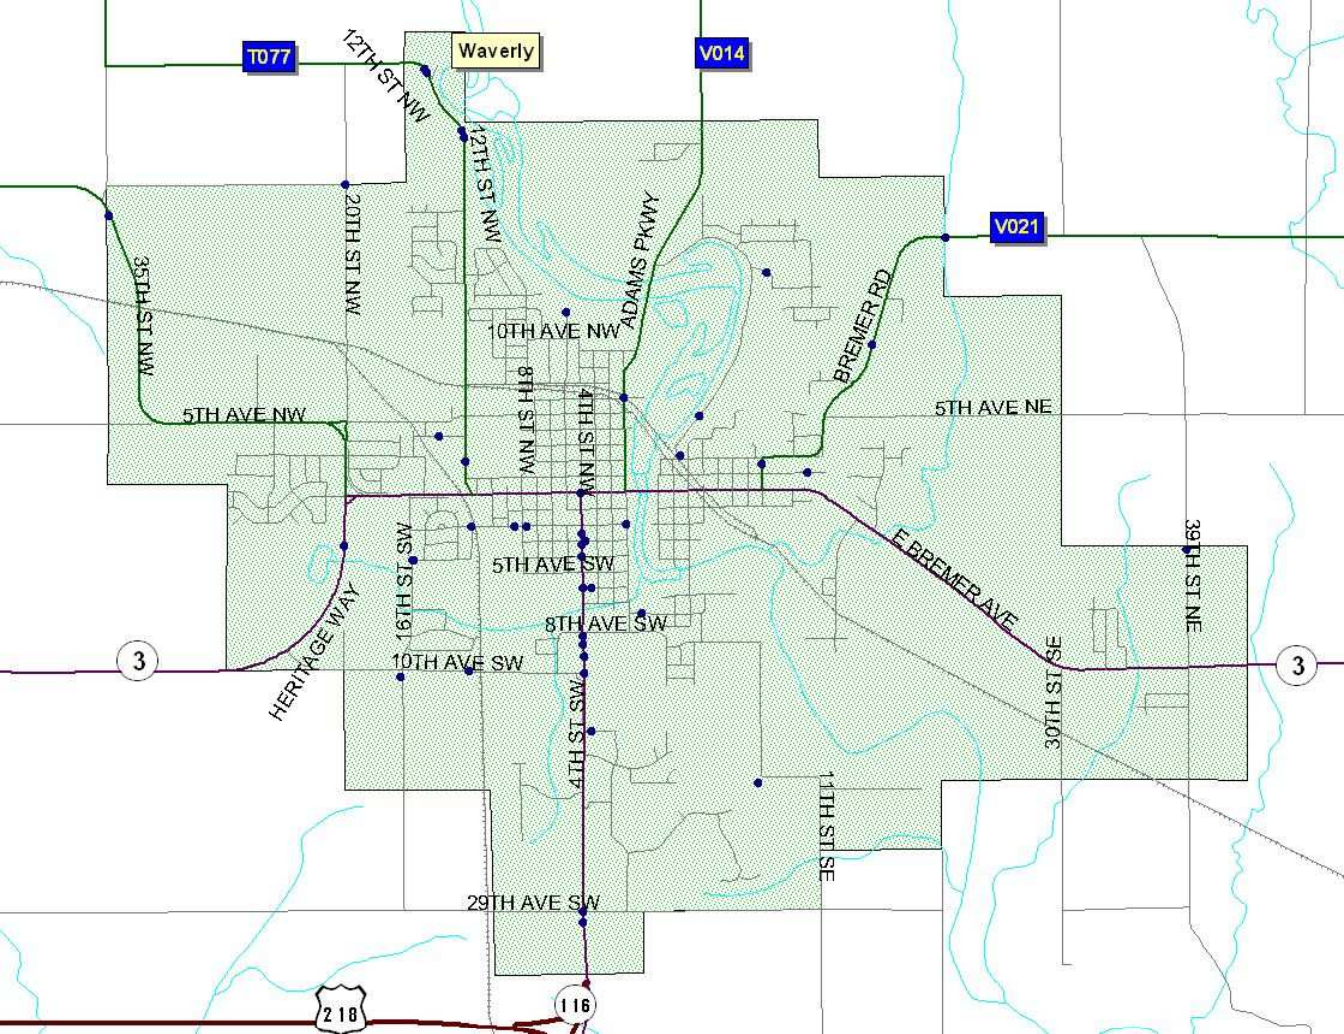 Waverly
T077
V014
12TH ST NW
12TH ST NW
20TH ST NW
ADAMS PKWY
V021
35TH ST NW
BREMER RD
10TH AVE NW
8TH ST NW
4TH ST NW
5TH AVE NW
5TH AVE NE
16TH ST SW
5TH AVE SW
E BREMER AVE
39TH ST NE
HERITAGE WAY
8TH AVE SW
3
10TH AVE SW
3
30TH ST SE
4TH ST SW
11TH ST SE
29TH AVE SW
218
116